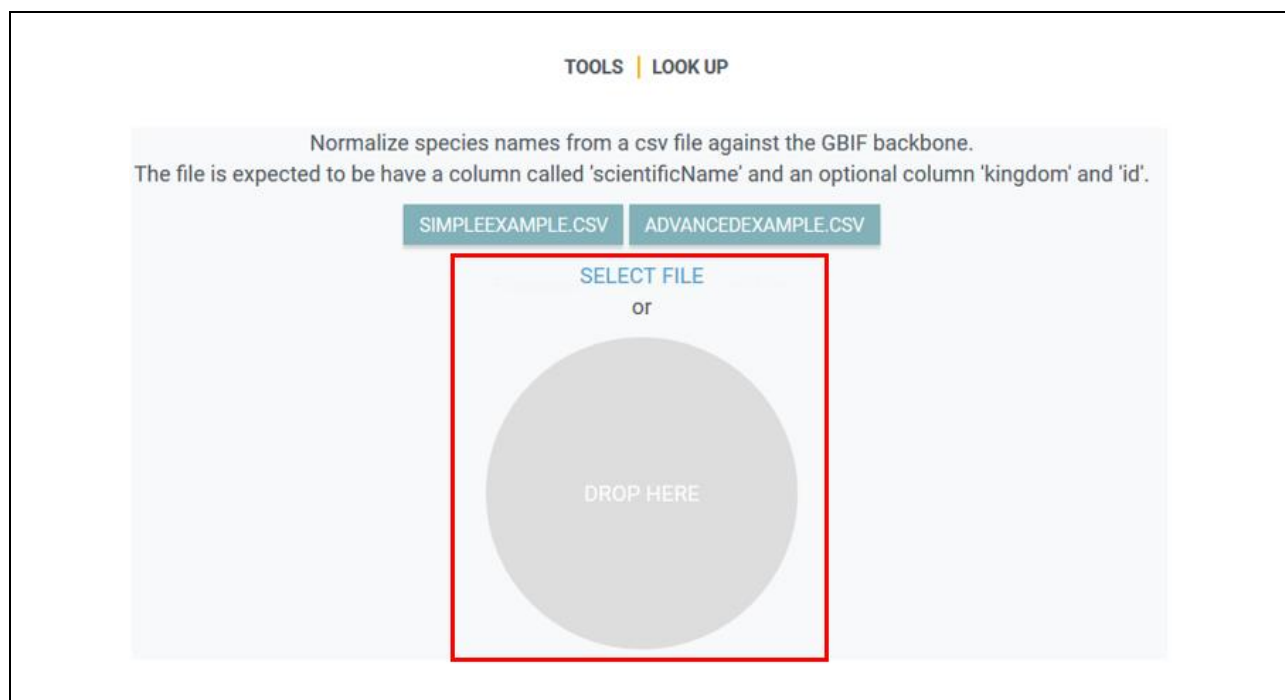 TOOLS | LOOK UP
Normalize species names from a csv file against the GBIF backbone.
The file is expected to be have a column called 'scientificName' and an optional column 'kingdom' and 'id'.
SIMPLEEXAMPLE.CSV ADVANCEDEXAMPLE.CSV
SELECT FILE
or
DROP HERE